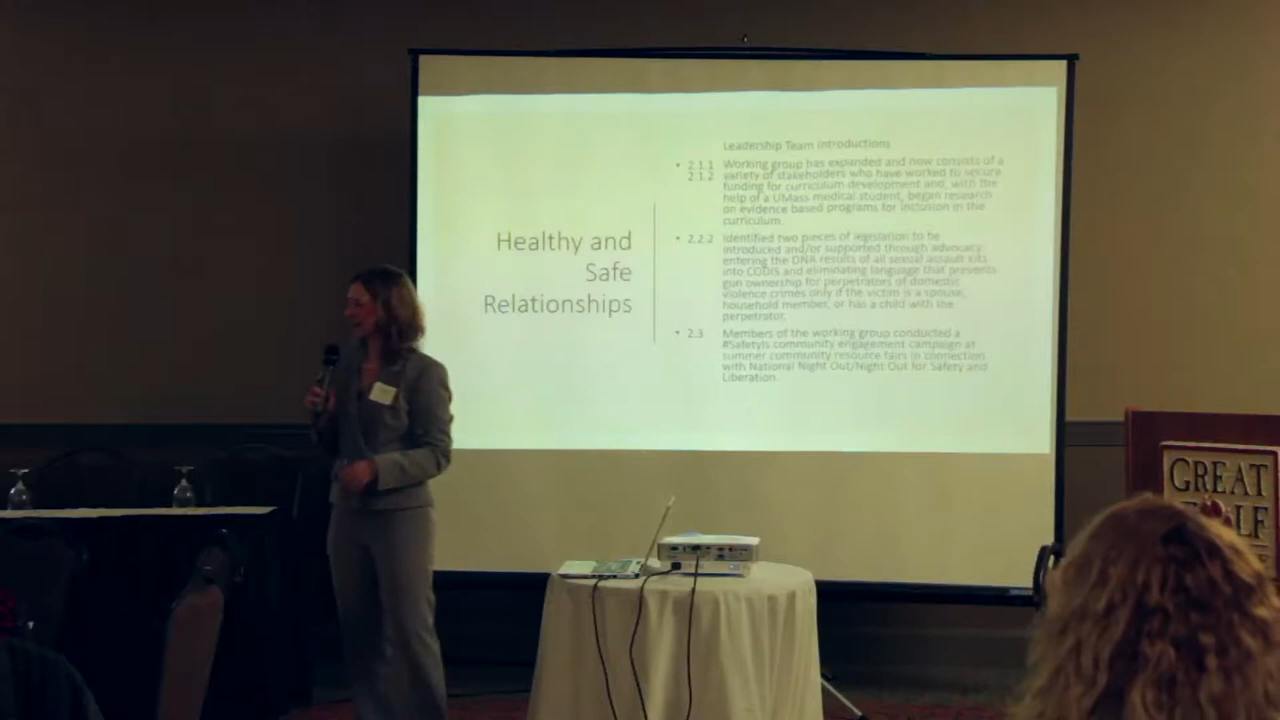 Healthy and
Safe
Relationships
Leadership Team Introductions
• 2.1.1 Working group has expanded and now consists of a
2.1.2 variety of stakeholders who have worked to secure
funding for curriculum development and, with the
help of a UMass medical student, began research
on evidence based programs for inclusion in the
curriculum.
• 2.2.2 Identified two pieces of legislation to be
introduced and/or supported through advocacy:
entering the DNA results of all sexual assault kits
into CODIS and eliminating language that prevents
gun ownership for perpetrators of domestic
violence crimes only if the victim is a spouse,
household member, or has a child with the
perpetrator.
• 2.3 Members of the working group conducted a
#SafetyIs community engagement campaign at
summer community resource fairs in connection
with National Night Out/Night Out for Safety and
Liberation.
GREAT